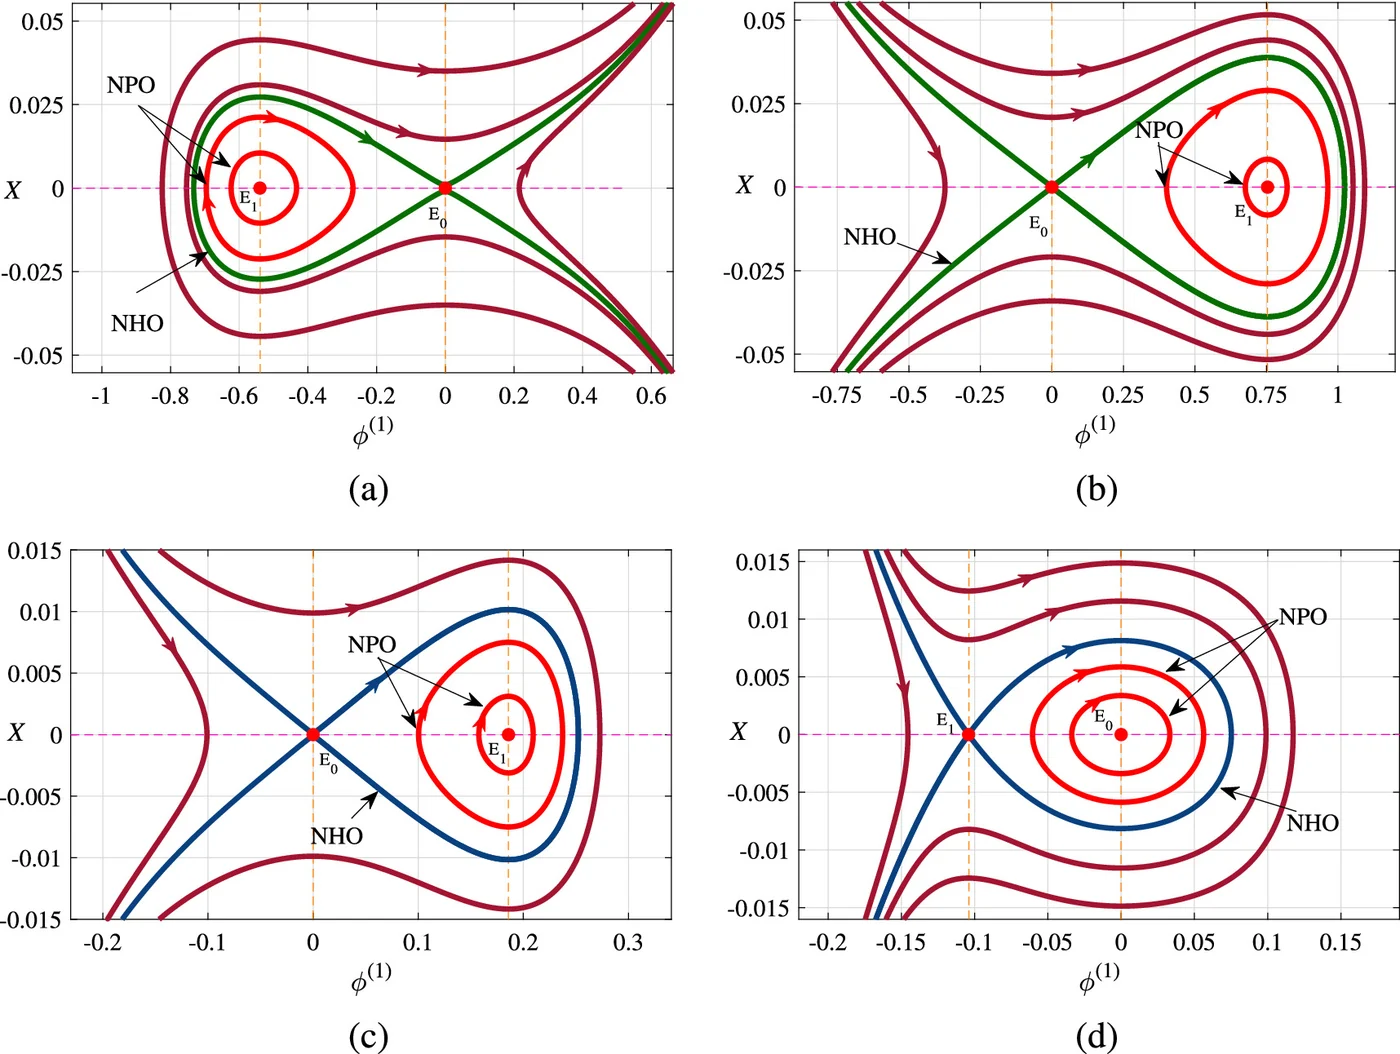 0.05
NPO
0.025
X
0
E1
E0
-0.025
NHO
-0.05
-1
-0.8
-0.6
-0.4
-0.2
0
0.2
0.4
0.6
ϕ(1)
(a)
0.05
0.025
NPO
X
0
E0
E1
NHO
-0.025
-0.05
-0.75
-0.5
-0.25
0
0.25
0.5
0.75
1
ϕ(1)
(b)
0.015
0.01
0.005
NPO
X
0
E0
E1
-0.005
NHO
-0.01
-0.015
-0.2
-0.1
0
0.1
0.2
0.3
ϕ(1)
(c)
0.015
0.01
NPO
0.005
E1
E0
X
0
-0.005
NHO
-0.01
-0.015
-0.2
-0.15
-0.1
-0.05
0
0.05
0.1
0.15
ϕ(1)
(d)